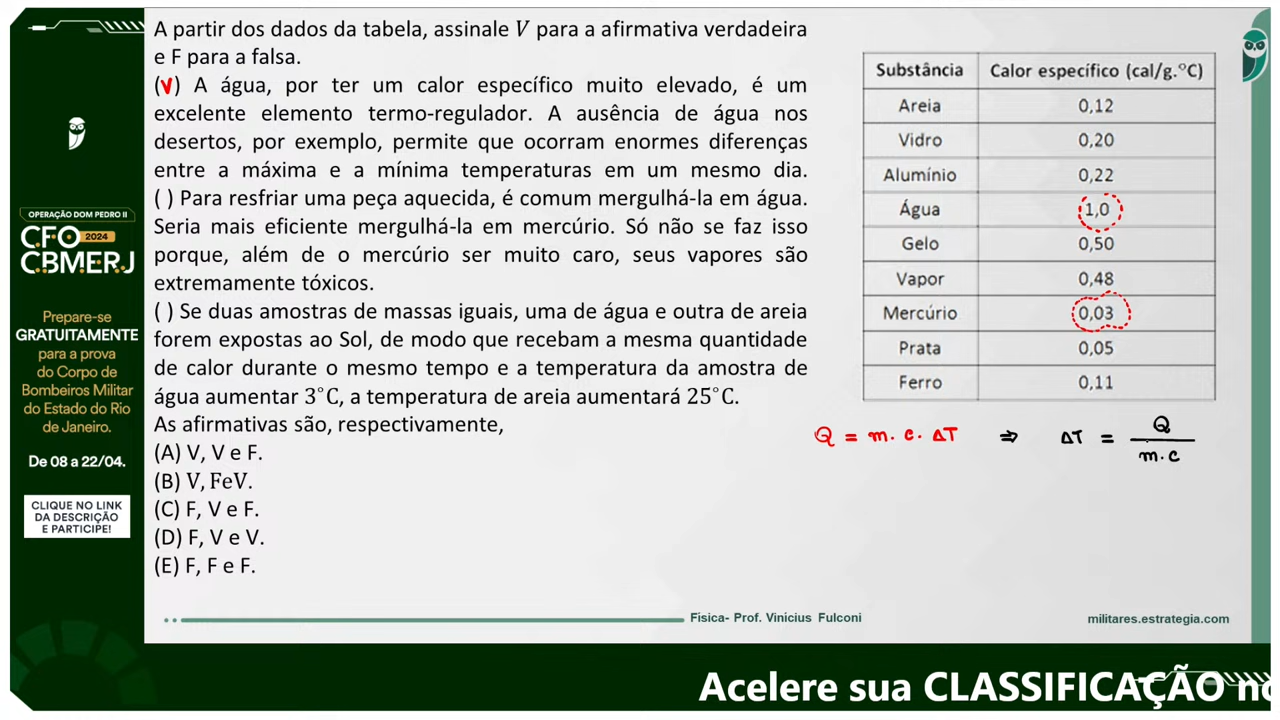 A partir dos dados da tabela, assinale V para a afirmativa verdadeira
e F para a falsa.
(V) A água, por ter um calor específico muito elevado, é um
excelente elemento termo-regulador. A ausência de água nos
desertos, por exemplo, permite que ocorram enormes diferenças
entre a máxima e a mínima temperaturas em um mesmo dia.
( ) Para resfriar uma peça aquecida, é comum mergulhá-la em água.
Seria mais eficiente mergulhá-la em mercúrio. Só não se faz isso
porque, além de o mercúrio ser muito caro, seus vapores são
extremamente tóxicos.
( ) Se duas amostras de massas iguais, uma de água e outra de areia
forem expostas ao Sol, de modo que recebam a mesma quantidade
de calor durante o mesmo tempo e a temperatura da amostra de
água aumentar 3°C, a temperatura de areia aumentará 25°C.
As afirmativas são, respectivamente,
(A) V, V e F.
(B) V, FeV.
(C) F, V e F.
(D) F, V e V.
(E) F, F e F.
Substância Calor específico (cal/g.°C)
Areia 0,12
Vidro 0,20
Alumínio 0,22
Água 1,0
Gelo 0,50
Vapor 0,48
Mercúrio 0,03
Prata 0,05
Ferro 0,11
Q = m. c. ΔT ⇒ ΔT = Q / m.c
OPERAÇÃO DOM PEDRO II
CFO 2024
CBMERJ
Prepare-se
GRATUITAMENTE
para a prova
do Corpo de
Bombeiros Militar
do Estado do Rio
de Janeiro.
De 08 a 22/04.
CLIQUE NO LINK
DA DESCRIÇÃO
E PARTICIPE!
Física- Prof. Vinícius Fulconi
militares.estrategia.com
Acelere sua CLASSIFICAÇÃO no